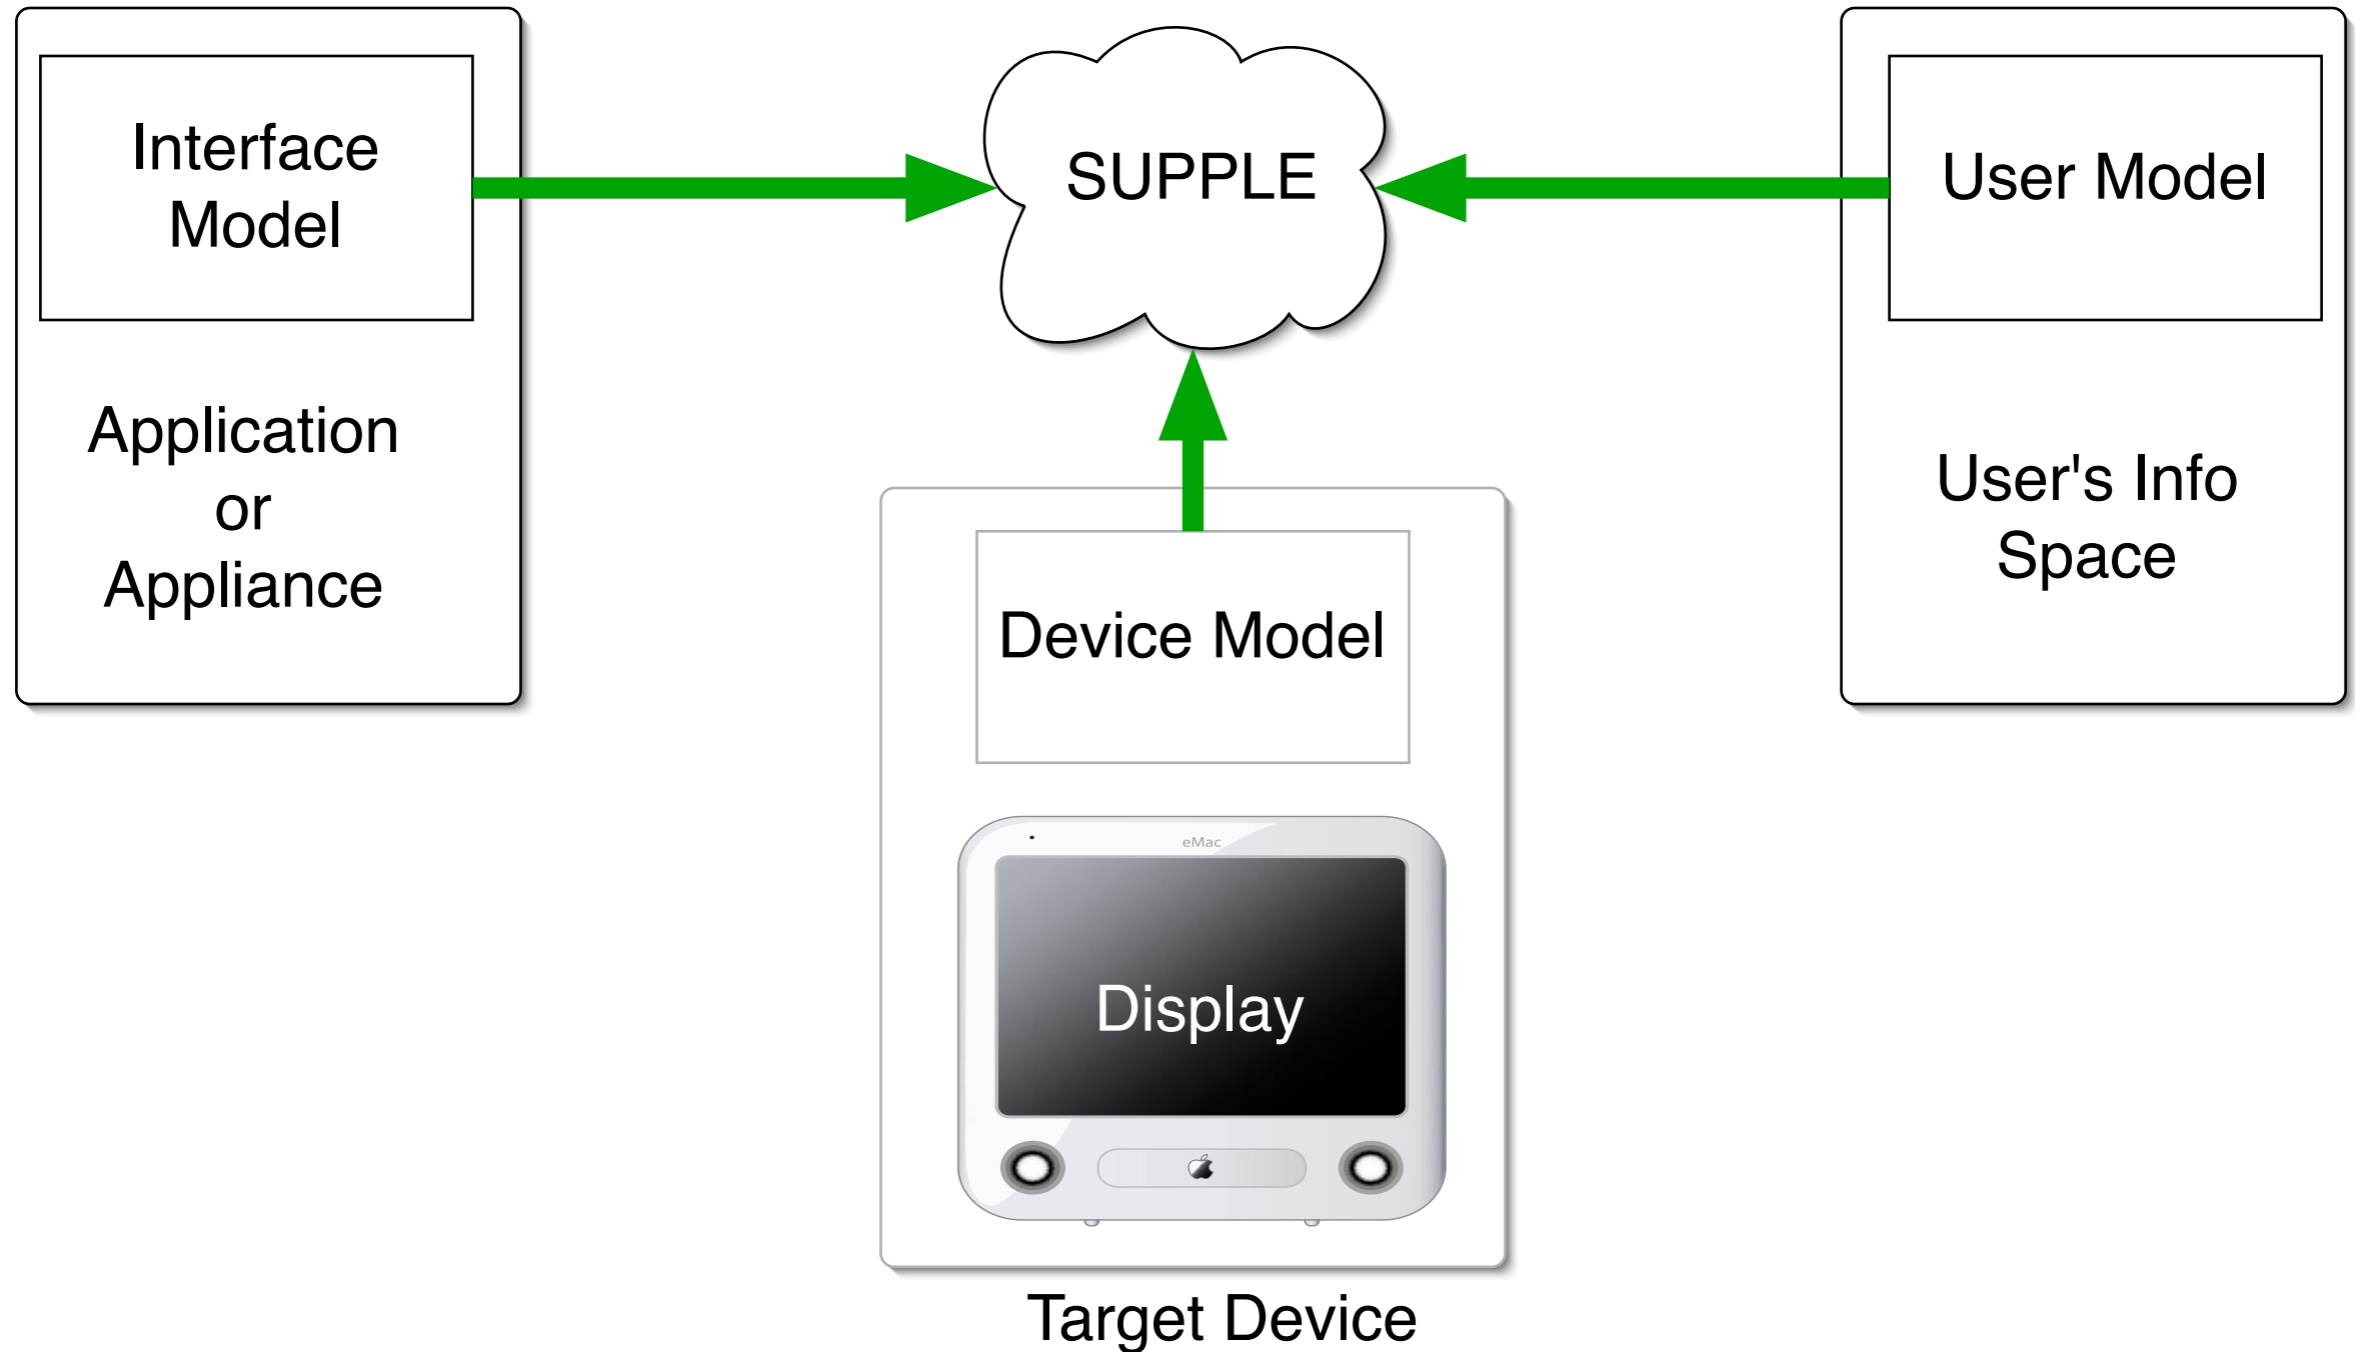 Interface
Model
Application
or
Appliance
SUPPLE
User Model
User's Info
Space
Device Model
eMac
Display
Target Device